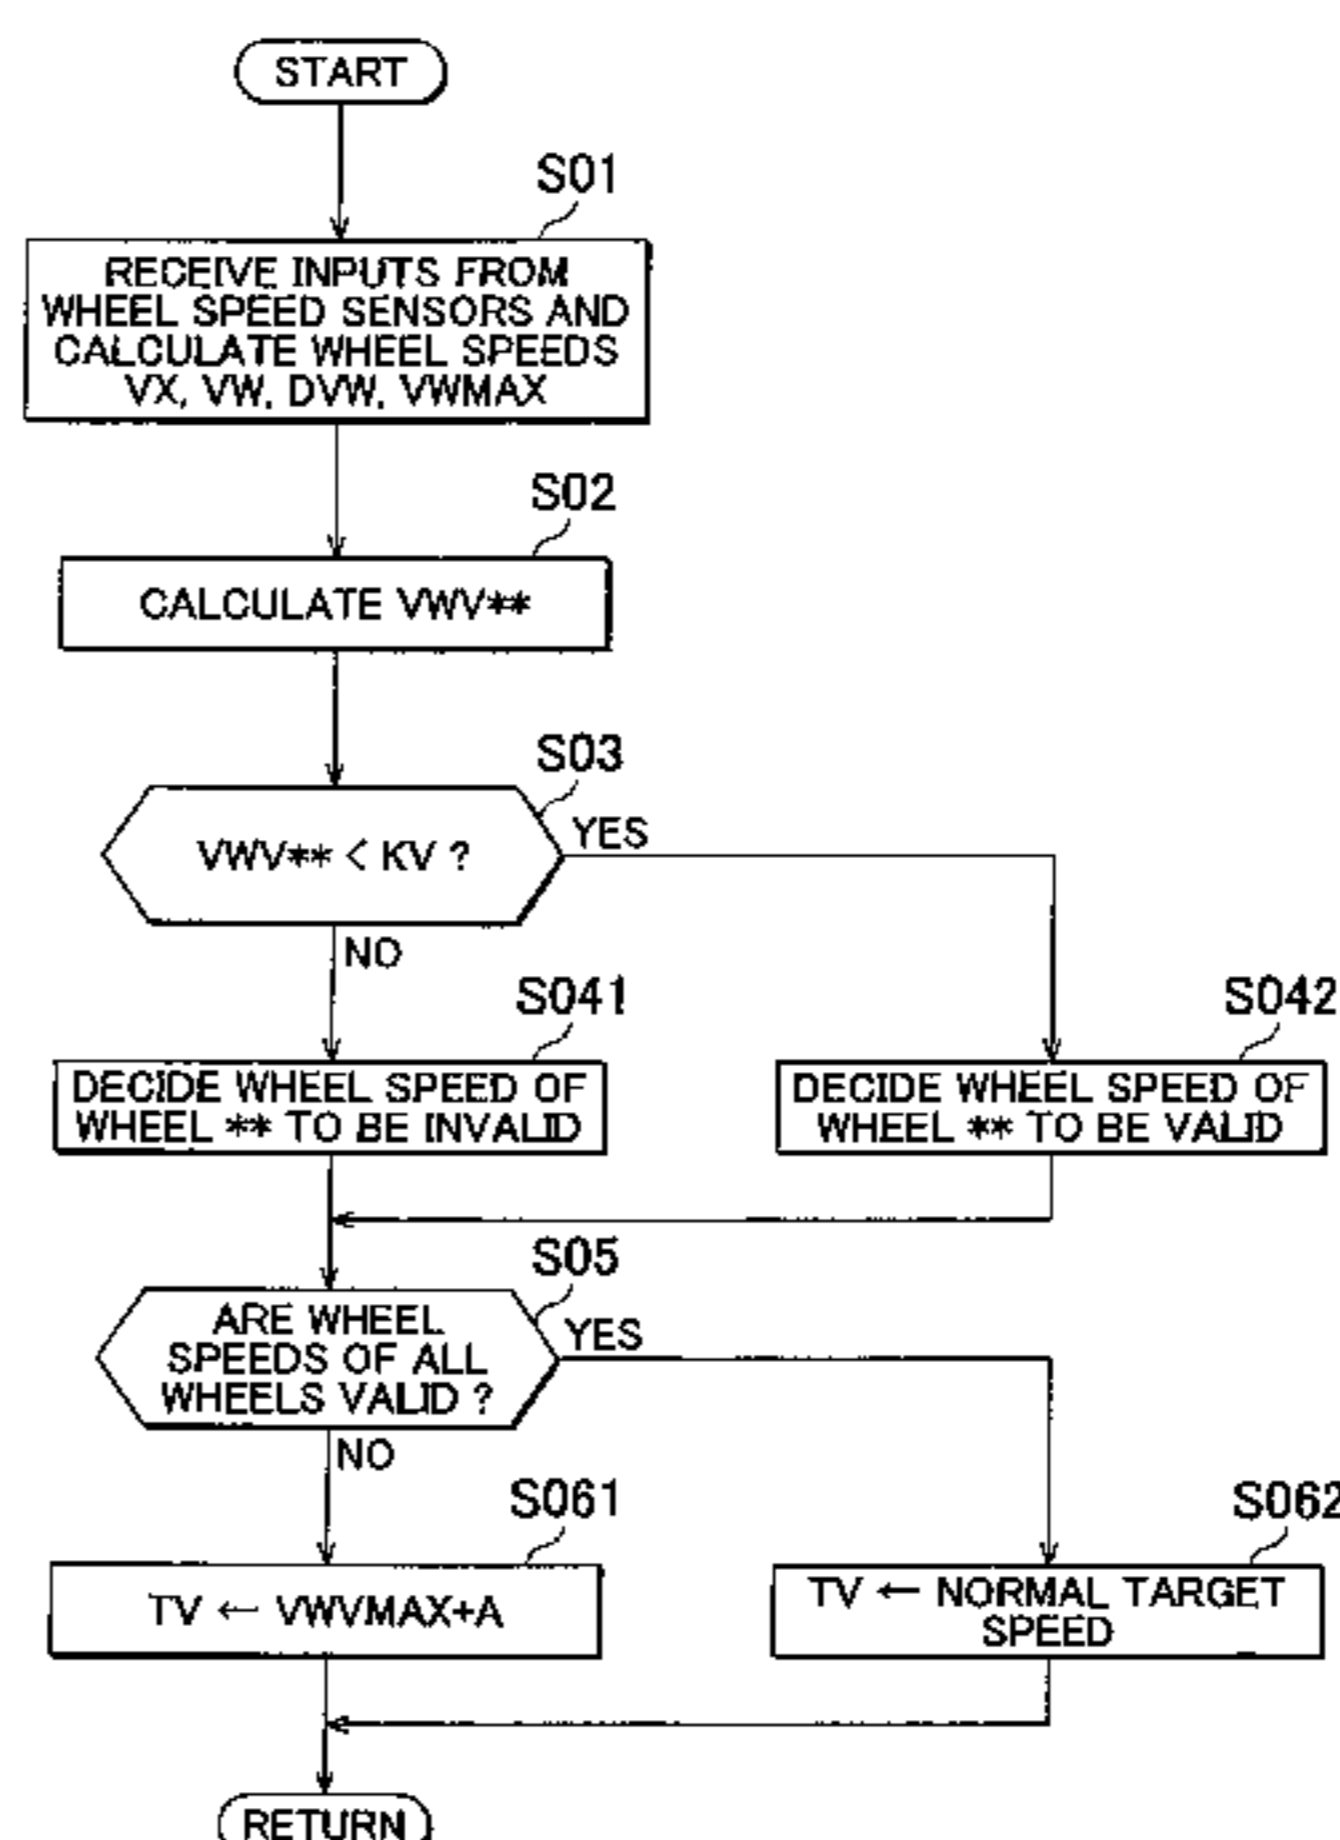 START
S01
RECEIVE INPUTS FROM
WHEEL SPEED SENSORS AND
CALCULATE WHEEL SPEEDS
VX, VW, DVW, VWMAX
S02
CALCULATE VWV**
S03
VWV** < KV ?
YES
NO
S041
DECIDE WHEEL SPEED OF
WHEEL ** TO BE INVALID
S042
DECIDE WHEEL SPEED OF
WHEEL ** TO BE VALID
S05
ARE WHEEL
SPEEDS OF ALL
WHEELS VALID ?
YES
NO
S061
TV ← VWVMAX+A
S062
TV ← NORMAL TARGET
SPEED
RETURN